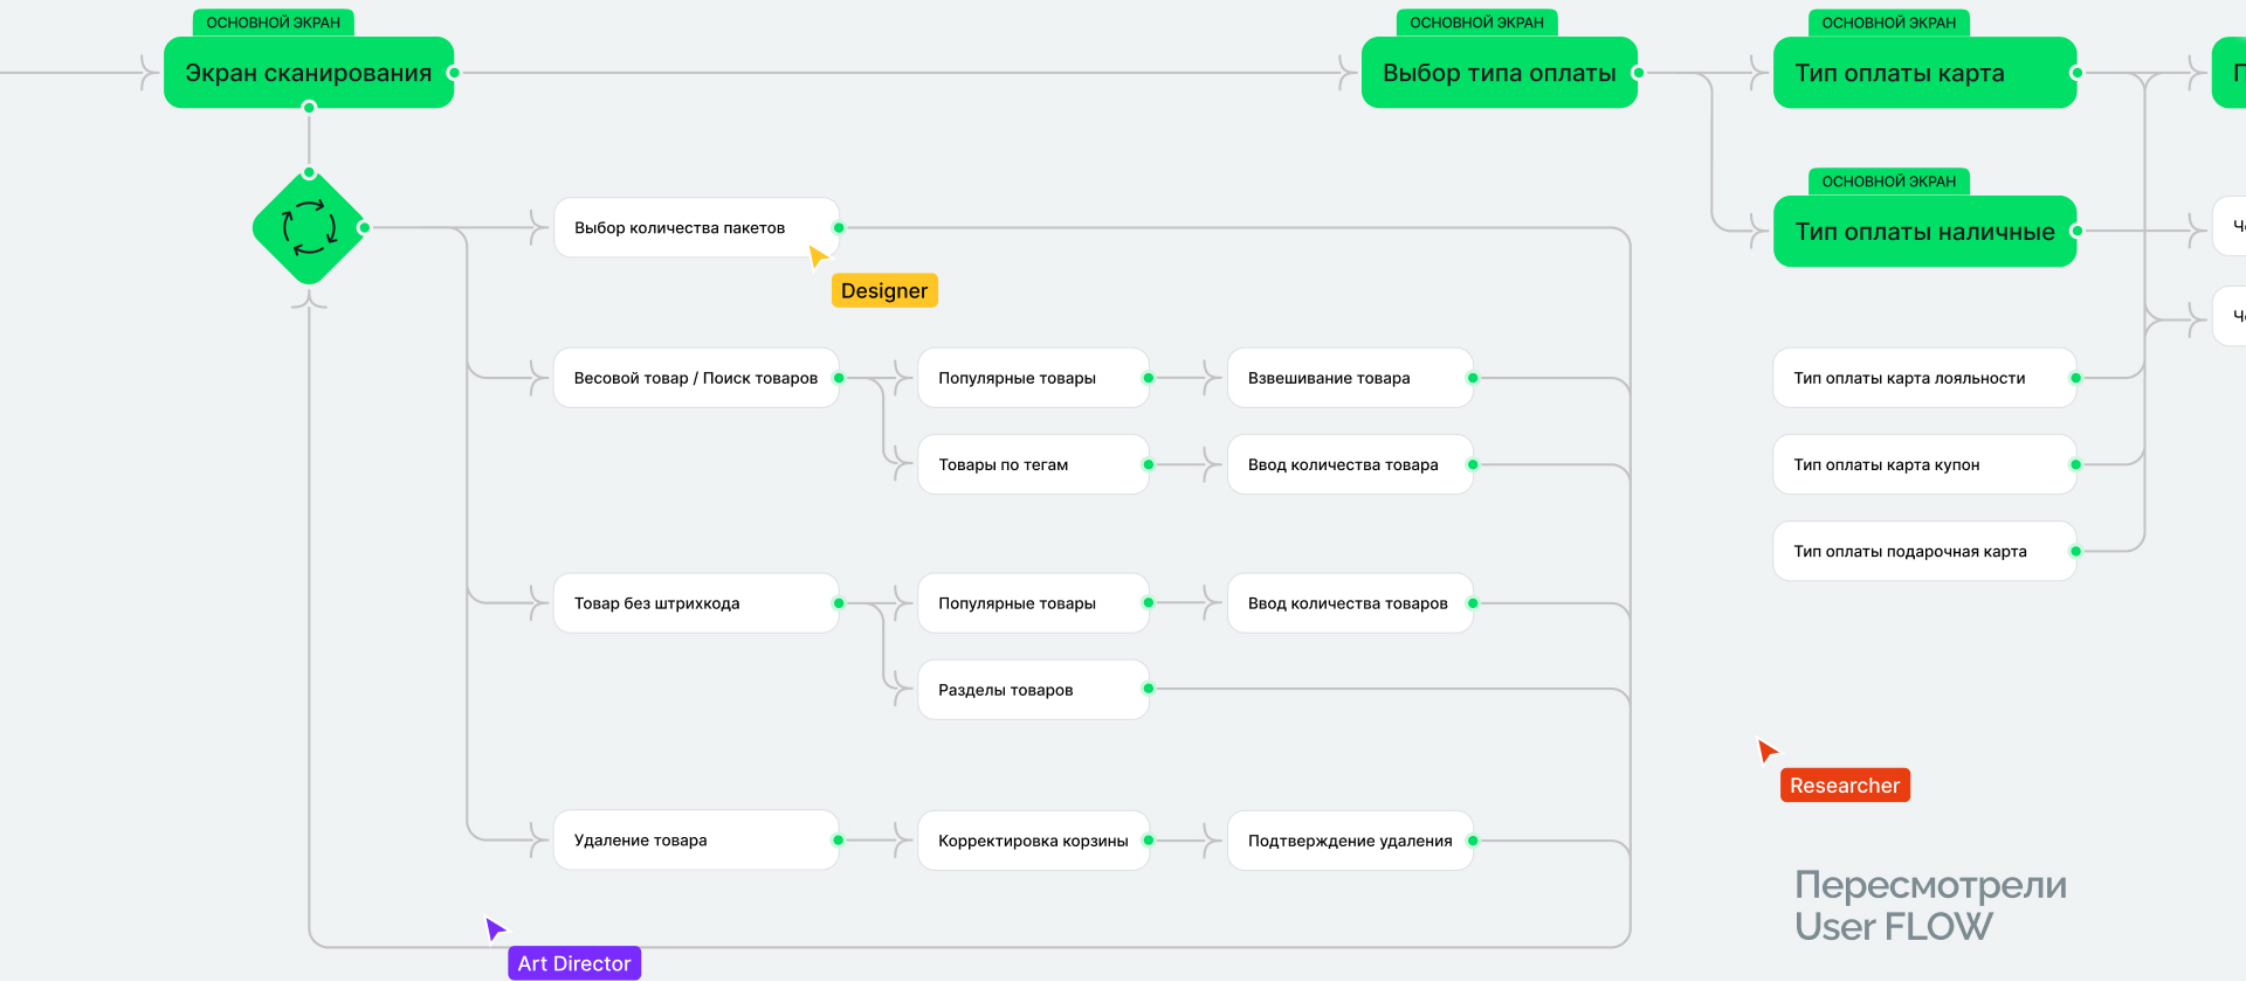 ОСНОВНОЙ ЭКРАН
Экран сканирования
ОСНОВНОЙ ЭКРАН
Выбор типа оплаты
ОСНОВНОЙ ЭКРАН
Тип оплаты карта
ОСНОВНОЙ ЭКРАН
Тип оплаты наличные
Выбор количества пакетов
Designer
Весовой товар / Поиск товаров
Популярные товары
Взвешивание товара
Тип оплаты карта лояльности
Товары по тегам
Ввод количества товара
Тип оплаты карта купон
Тип оплаты подарочная карта
Товар без штрихкода
Популярные товары
Ввод количества товаров
Разделы товаров
Researcher
Удаление товара
Корректировка корзины
Подтверждение удаления
Пересмотрели
User FLOW
Art Director